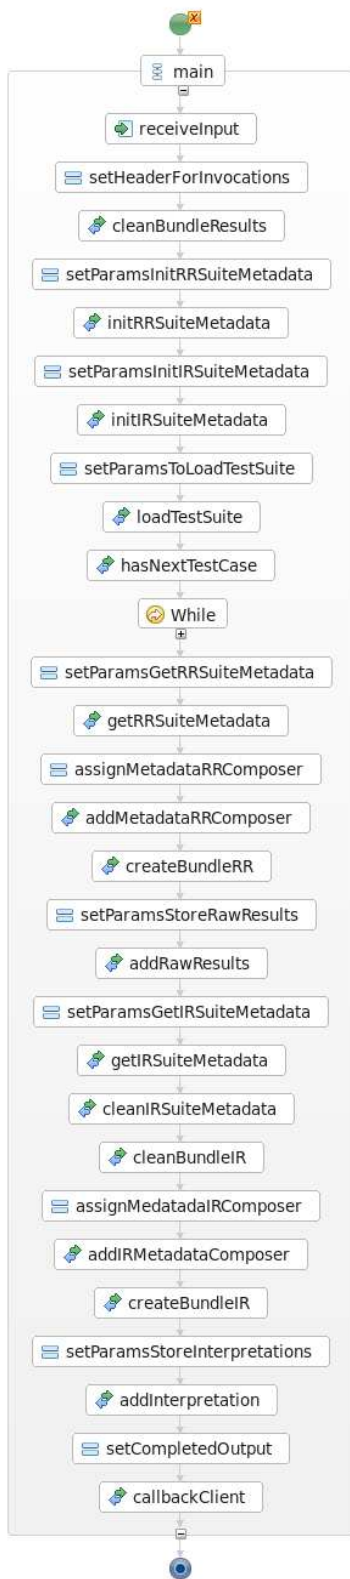 main
receiveInput
setHeaderForInvocations
cleanBundleResults
setParamsInitRRSuiteMetadata
initRRSuiteMetadata
setParamsInitIRSuiteMetadata
initIRSuiteMetadata
setParamsToLoadTestSuite
loadTestSuite
hasNextTestCase
While
setParamsGetRRSuiteMetadata
getRRSuiteMetadata
assignMetadataRRComposer
addMetadataRRComposer
createBundleRR
setParamsStoreRawResults
addRawResults
setParamsGetIRSuiteMetadata
getIRSuiteMetadata
cleanIRSuiteMetadata
cleanBundleIR
assignMedatadaIRComposer
addIRMetadataComposer
createBundleIR
setParamsStoreInterpretations
addInterpretation
setCompletedOutput
callbackClient